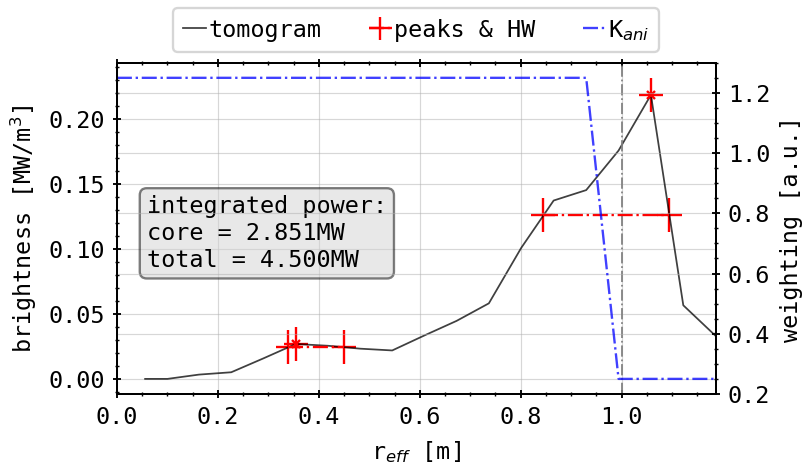 tomogram peaks & HW K_ani
brightness [MW/m³]
0.20
0.15
0.10
0.05
0.00
integrated power:
core = 2.851MW
total = 4.500MW
1.2
1.0
0.8
0.6
0.4
0.2
weighting [a.u.]
0.0 0.2 0.4 0.6 0.8 1.0
r_eff [m]